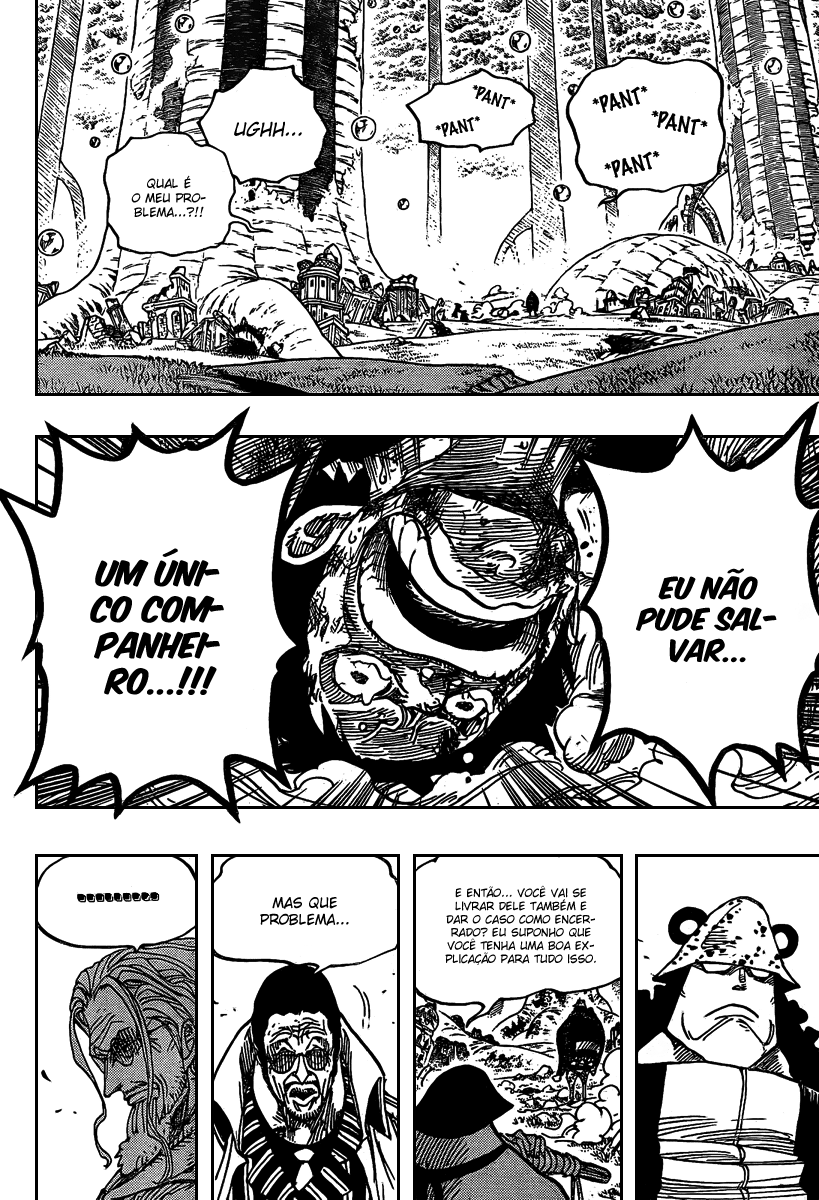 *PANT*
*PANT*
*PANT*
*PANT*
*PANT*
UGHH...
QUAL É
O MEU PRO-
BLEMA...?!!
EU NÃO
PUDE SAL-
VAR...
UM ÚNI-
CO COM-
PANHEI-
RO...!!!
E ENTÃO... VOCÊ VAI SE
LIVRAR DELE TAMBÉM E
DAR O CASO COMO ENCER-
RADO? EU SUPONHO QUE
VOCÊ TENHA UMA BOA EX-
PLICAÇÃO PARA TUDO ISSO.
MAS QUE
PROBLEMA...
.........